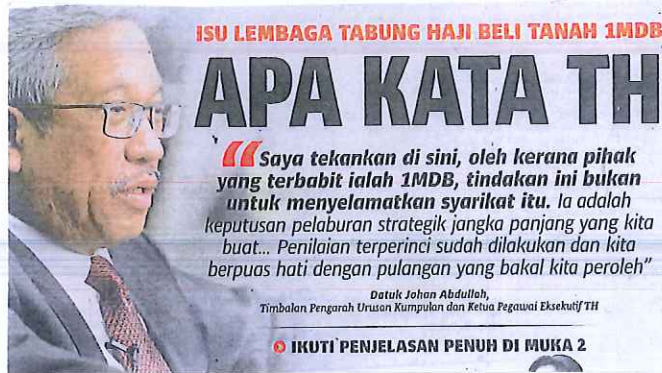 ISU LEMBAGA TABUNG HAJI BELI TANAH 1MDB
APA KATA TH
“Saya tekankan di sini, oleh kerana pihak
yang terbabit ialah 1MDB, tindakan ini bukan
untuk menyelamatkan syarikat itu. Ia adalah
keputusan pelaburan strategik jangka panjang yang kita
buat... Penilaian terperinci sudah dilakukan dan kita
berpuas hati dengan pulangan yang bakal kita peroleh”
Datuk Johan Abdullah,
Timbalan Pengarah Urusan Kumpulan dan Ketua Pegawai Eksekutif TH
IKUTI PENJELASAN PENUH DI MUKA 2